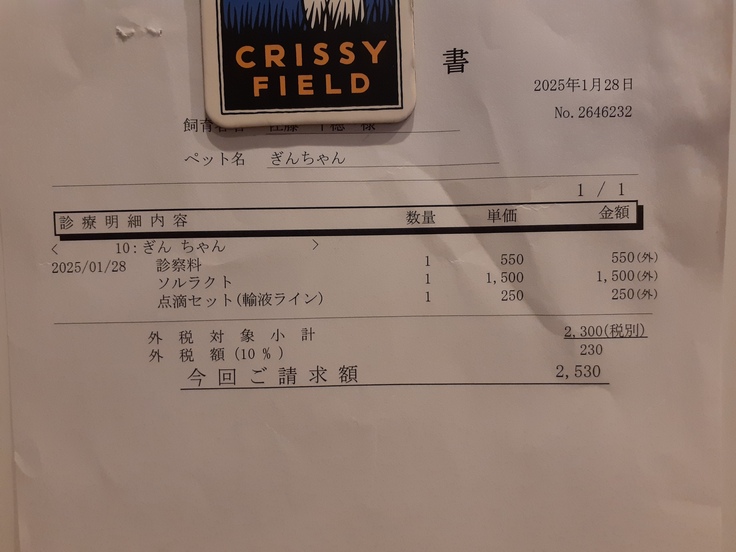 CRISSY
FIELD
書
2025年1月28日
No.2646232
飼育 様
ペット名 ぎんちゃん
1 / 1
診療明細内容 数量 単価 金額
< 10:ぎん ちゃん >
2025/01/28 診察料 1 550 550(外)
ソルラクト 1 1,500 1,500(外)
点滴セット(輸液ライン) 1 250 250(外)
外税対象小計 2,300(税別)
外税額(10%) 230
今回ご請求額 2,530